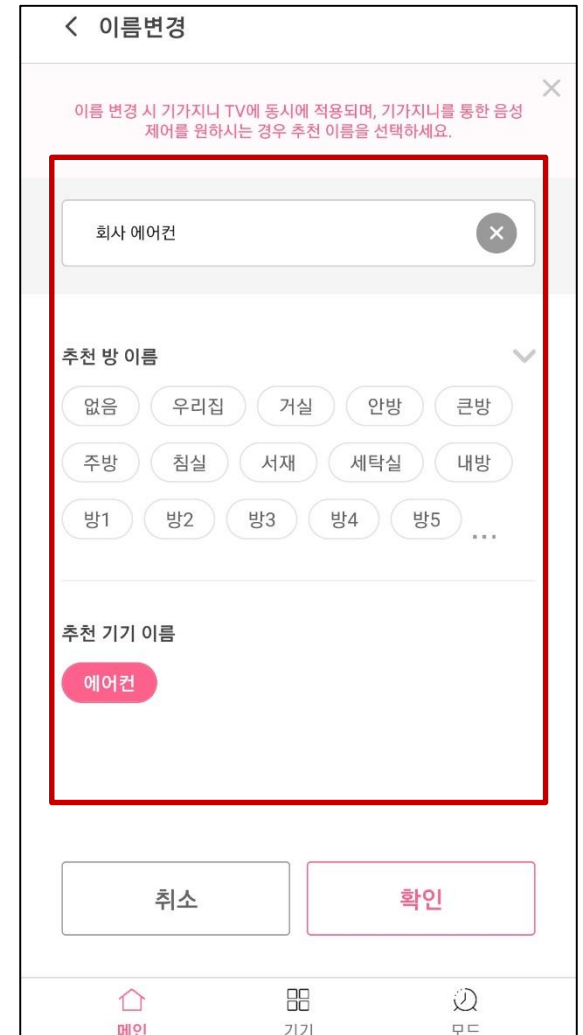 이름변경
이름 변경 시 기가지니 TV에 동시에 적용되며, 기가지니를 통한 음성
제어를 원하시는 경우 추천 이름을 선택하세요.
회사 에어컨
추천 방 이름
없음 우리집 거실 안방 큰방
주방 침실 서재 세탁실 내방
방1 방2 방3 방4 방5 ...
추천 기기 이름
에어컨
취소 확인
메인 기기 모드